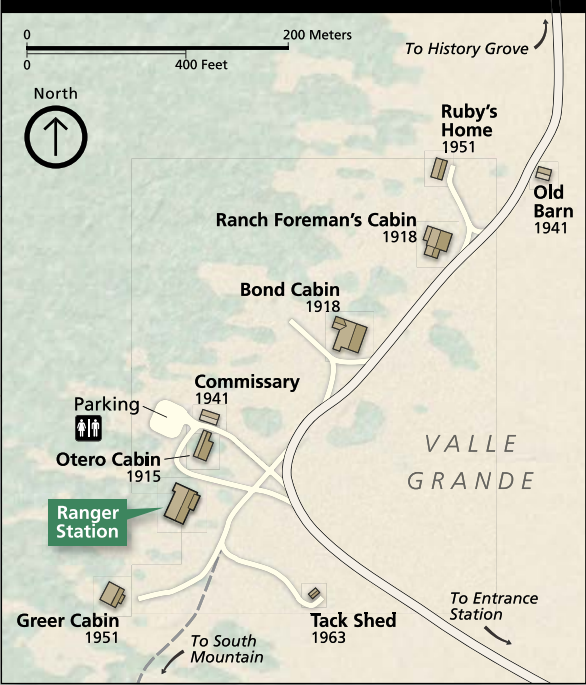 0
200 Meters
0
400 Feet
To History Grove
North
Ruby's
Home
1951
Old
Barn
1941
Ranch Foreman's Cabin
1918
Bond Cabin
1918
Commissary
1941
Parking
Otero Cabin
1915
VALLE
GRANDE
Ranger
Station
Greer Cabin
1951
To South
Mountain
Tack Shed
1963
To Entrance
Station